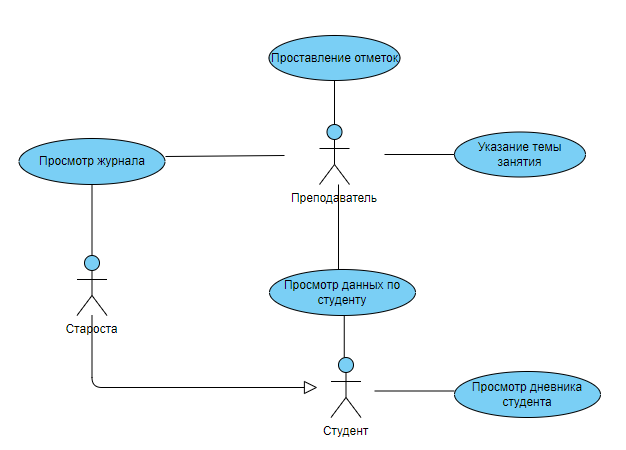 Проставление отметок
Просмотр журнала
Указание темы
занятия
Преподаватель
Просмотр данных по
студенту
Староста
Просмотр дневника
студента
Студент